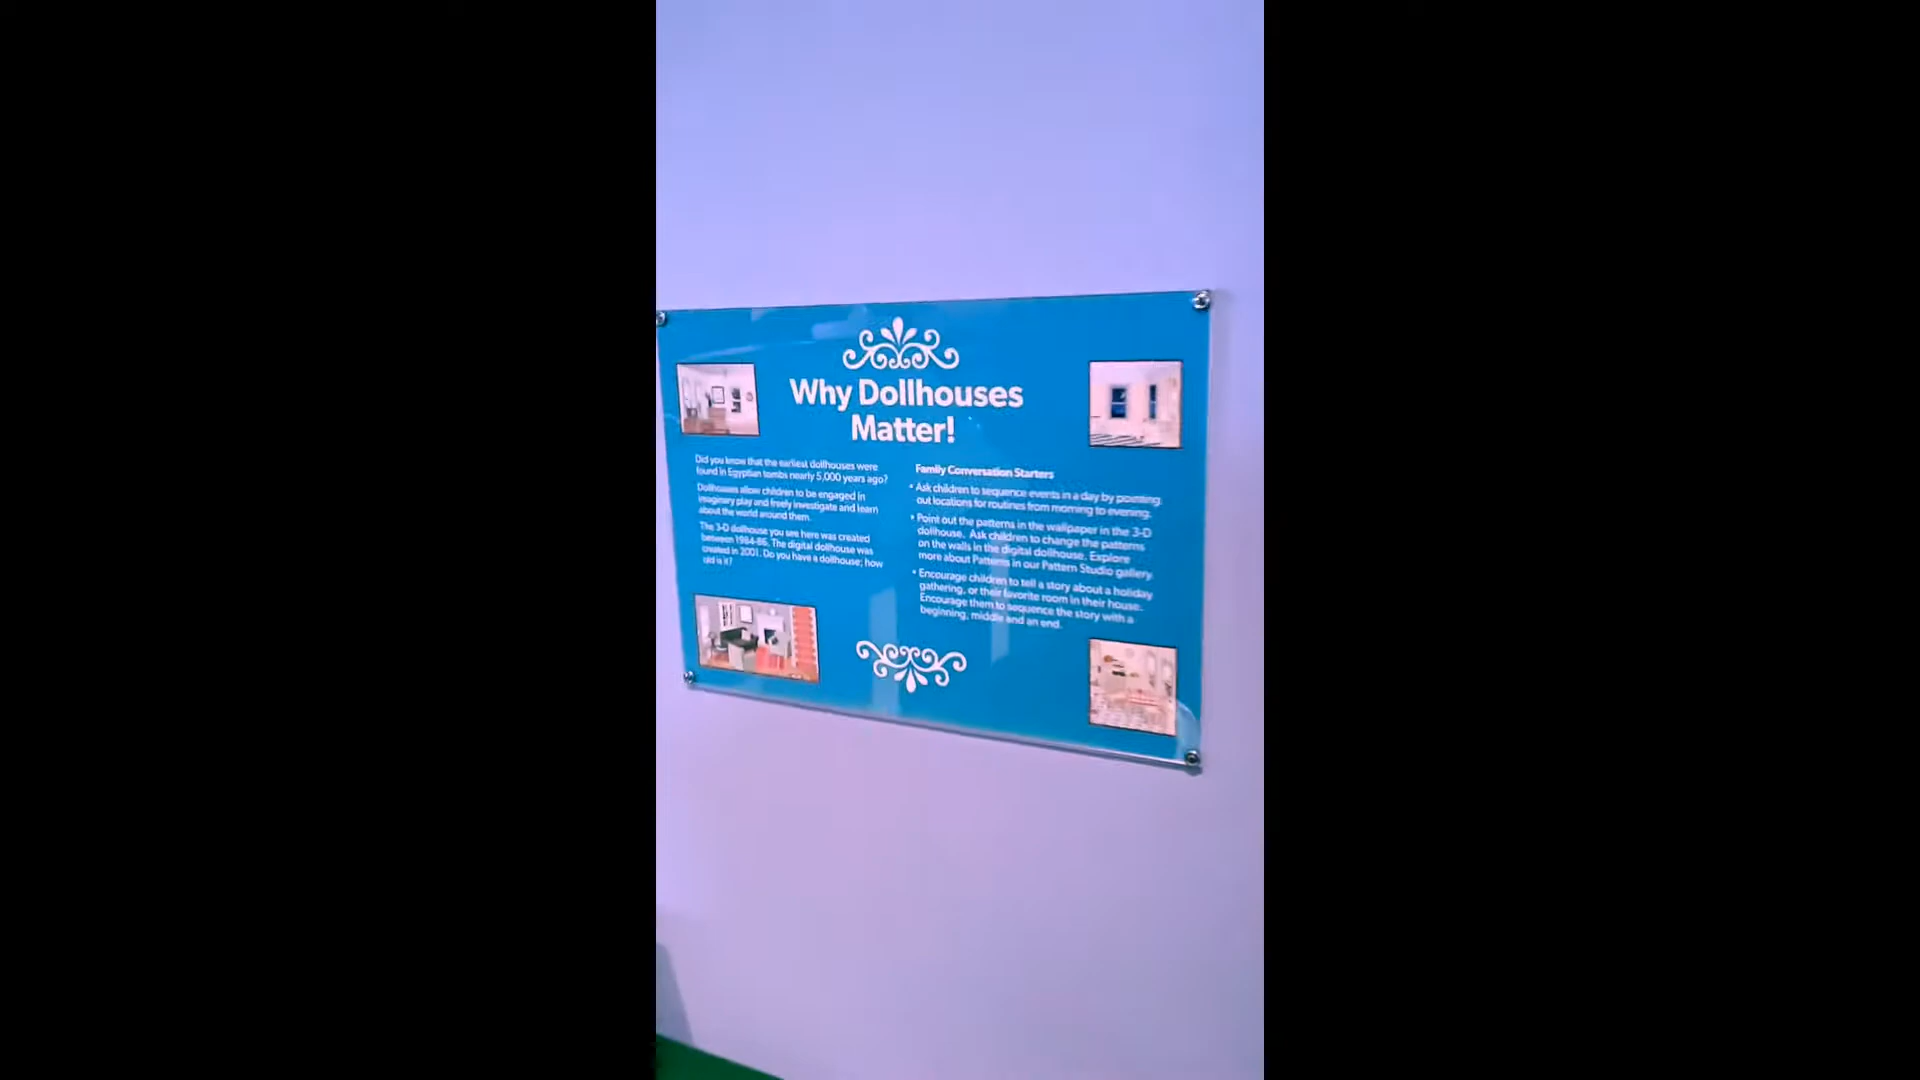 Why Dollhouses
Matter!
Did you know that the earliest dollhouses were
found in Egyptian tombs nearly 5,000 years ago?
Dollhouses allow children to be engaged in
imaginary play and freely investigate and learn
about the world around them.
The 3-D dollhouse you see here was created
between 1984-86. The digital dollhouse was
created in 2001. Do you have a dollhouse; how
old is it?
Family Conversation Starters
• Ask children to sequence events in a day by pointing
out locations for routines from morning to evening.
• Point out the patterns in the wallpaper in the 3-D
dollhouse. Ask children to change the patterns
on the walls in the digital dollhouse. Explore
more about Patterns in our Pattern Studio gallery.
• Encourage children to tell a story about a holiday
gathering, or their favorite room in their house.
Encourage them to sequence the story with a
beginning, middle and an end.